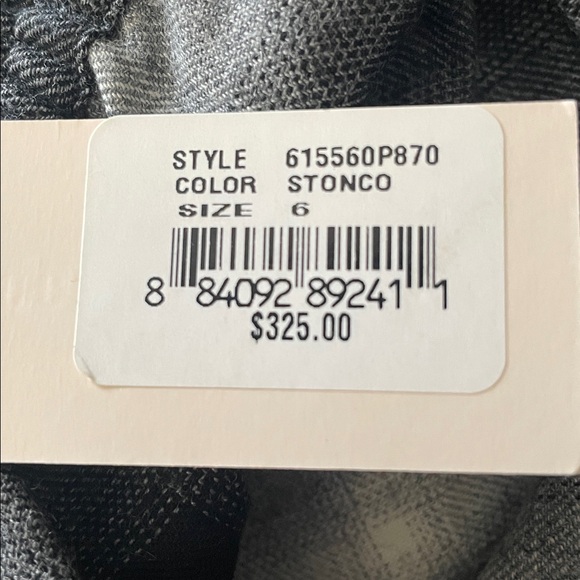 STYLE 615560P870
COLOR STONCO
SIZE 6
8 84092 89241 1
$325.00